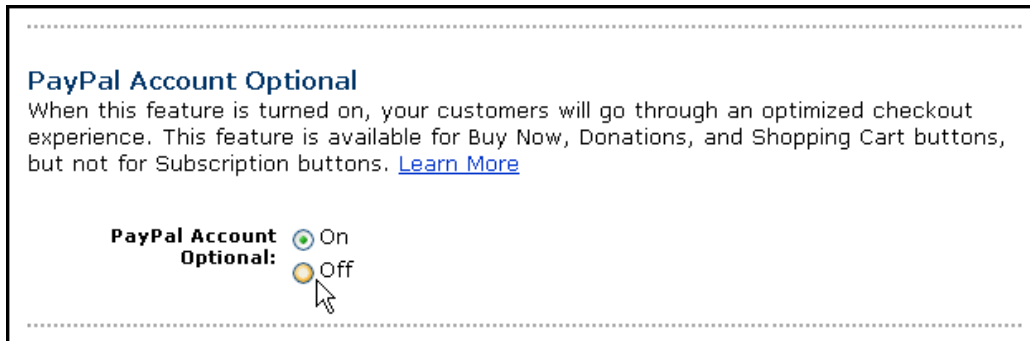 PayPal Account Optional
When this feature is turned on, your customers will go through an optimized checkout
experience. This feature is available for Buy Now, Donations, and Shopping Cart buttons,
but not for Subscription buttons. Learn More
PayPal Account Optional:
On
Off